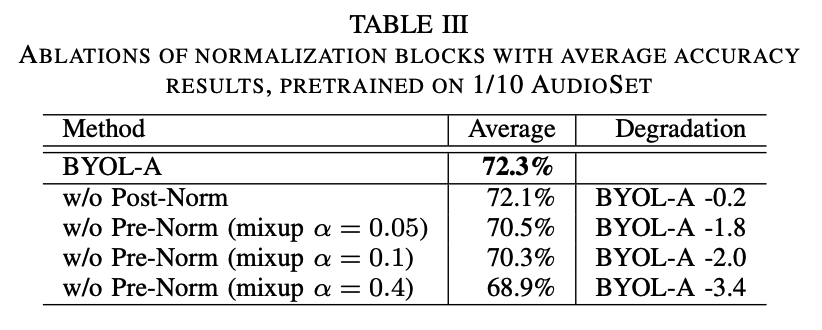 TABLE III
ABLATIONS OF NORMALIZATION BLOCKS WITH AVERAGE ACCURACY
RESULTS, PRETRAINED ON 1/10 AUDIOSET
Method Average Degradation
BYOL-A 72.3%
w/o Post-Norm 72.1% BYOL-A -0.2
w/o Pre-Norm (mixup α = 0.05) 70.5% BYOL-A -1.8
w/o Pre-Norm (mixup α = 0.1) 70.3% BYOL-A -2.0
w/o Pre-Norm (mixup α = 0.4) 68.9% BYOL-A -3.4